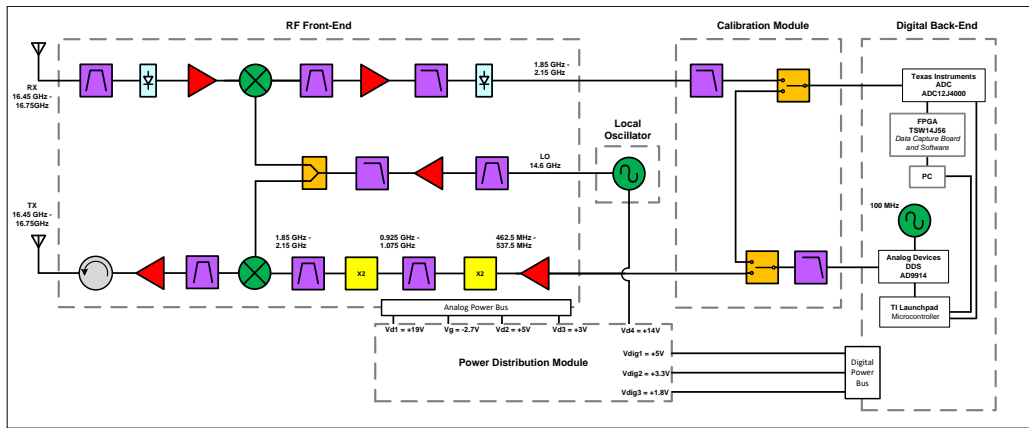 RF Front-End
Calibration Module
Digital Back-End
RX
16.45 GHz -
16.75GHz
1.85 GHz -
2.15 GHz
Texas Instruments
ADC
ADC12J4000
FPGA
TSW14J56
Data Capture Board
and Software
PC
Local
Oscillator
LO
14.6 GHz
TX
16.45 GHz -
16.75GHz
1.85 GHz -
2.15 GHz
0.925 GHz -
1.075 GHz
462.5 MHz -
537.5 MHz
X2
X2
100 MHz
Analog Devices
DDS
AD9914
TI Launchpad
Microcontroller
Analog Power Bus
Vd1 = +19V
Vg = -2.7V
Vd2 = +5V
Vd3 = +3V
Vd4 = +14V
Power Distribution Module
Vdig1 = +5V
Vdig2 = +3.3V
Vdig3 = +1.8V
Digital
Power
Bus